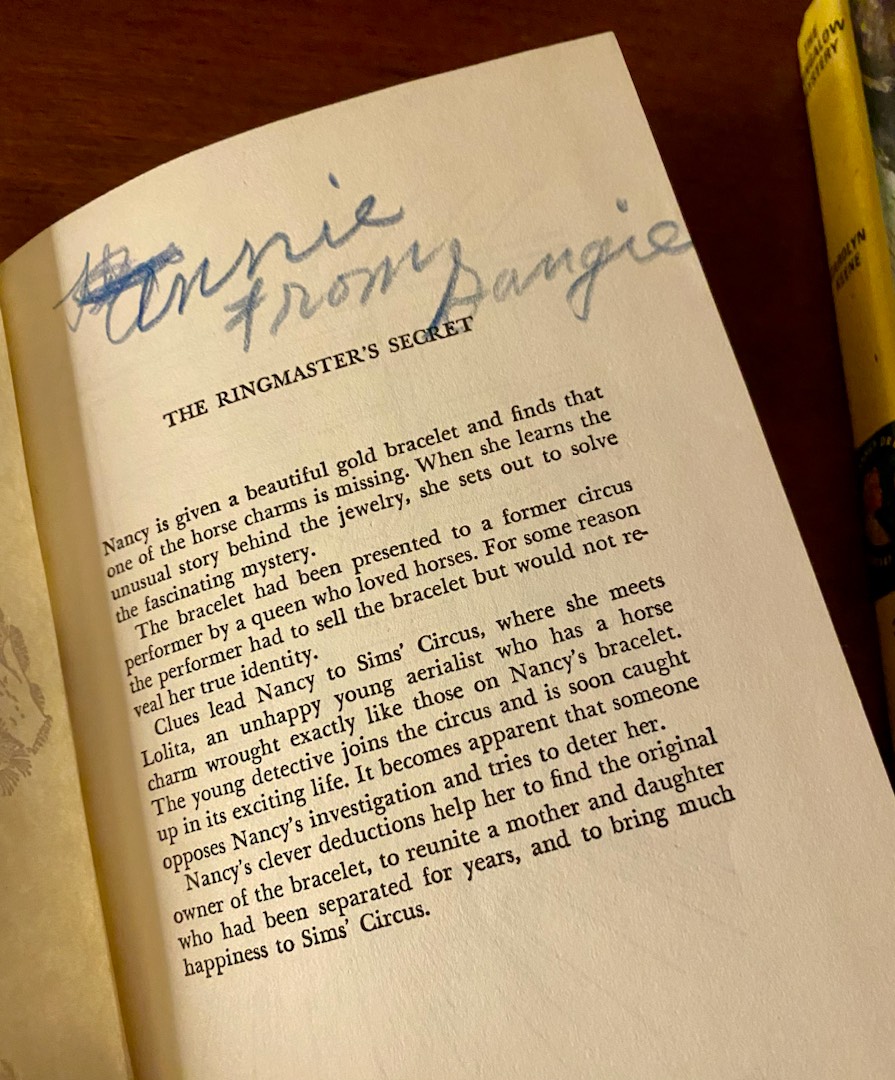 Annie
from Dangie
THE RINGMASTER'S SECRET
Nancy is given a beautiful gold bracelet and finds that
one of the horse charms is missing. When she learns the
unusual story behind the jewelry, she sets out to solve
the fascinating mystery.
The bracelet had been presented to a former circus
performer by a queen who loved horses. For some reason
the performer had to sell the bracelet but would not re-
veal her true identity.
Clues lead Nancy to Sims' Circus, where she meets
Lolita, an unhappy young aerialist who has a horse
charm wrought exactly like those on Nancy's bracelet.
The young detective joins the circus and is soon caught
up in its exciting life. It becomes apparent that someone
opposes Nancy's investigation and tries to deter her.
Nancy's clever deductions help her to find the original
owner of the bracelet, to reunite a mother and daughter
who had been separated for years, and to bring much
happiness to Sims' Circus.
THE
BUNGALOW
MYSTERY
CAROLYN
KEENE